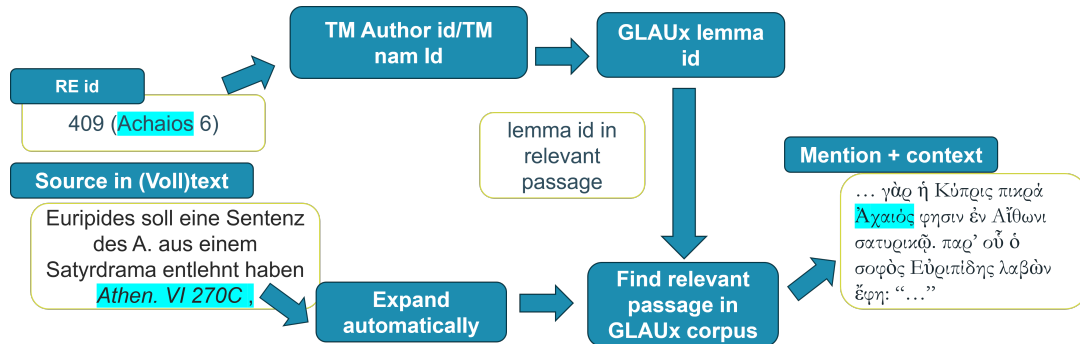 TM Author id/TM
nam Id
GLAUx lemma
id
RE id
409 (Achaios 6)
lemma id in
relevant
passage
Source in (Voll)text
Euripides soll eine Sentenz
des A. aus einem
Satyrdrama entlehnt haben
Athen. VI 270C ,
Expand
automatically
Find relevant
passage in
GLAUx corpus
Mention + context
… γὰρ ἡ Κύπρις πικρά
Ἀχαιός φησιν ἐν Αἴθωνι
σατυρικῷ. παρ’ οὗ ὁ
σοφὸς Εὐριπίδης λαβὼν
ἔφη: “…”